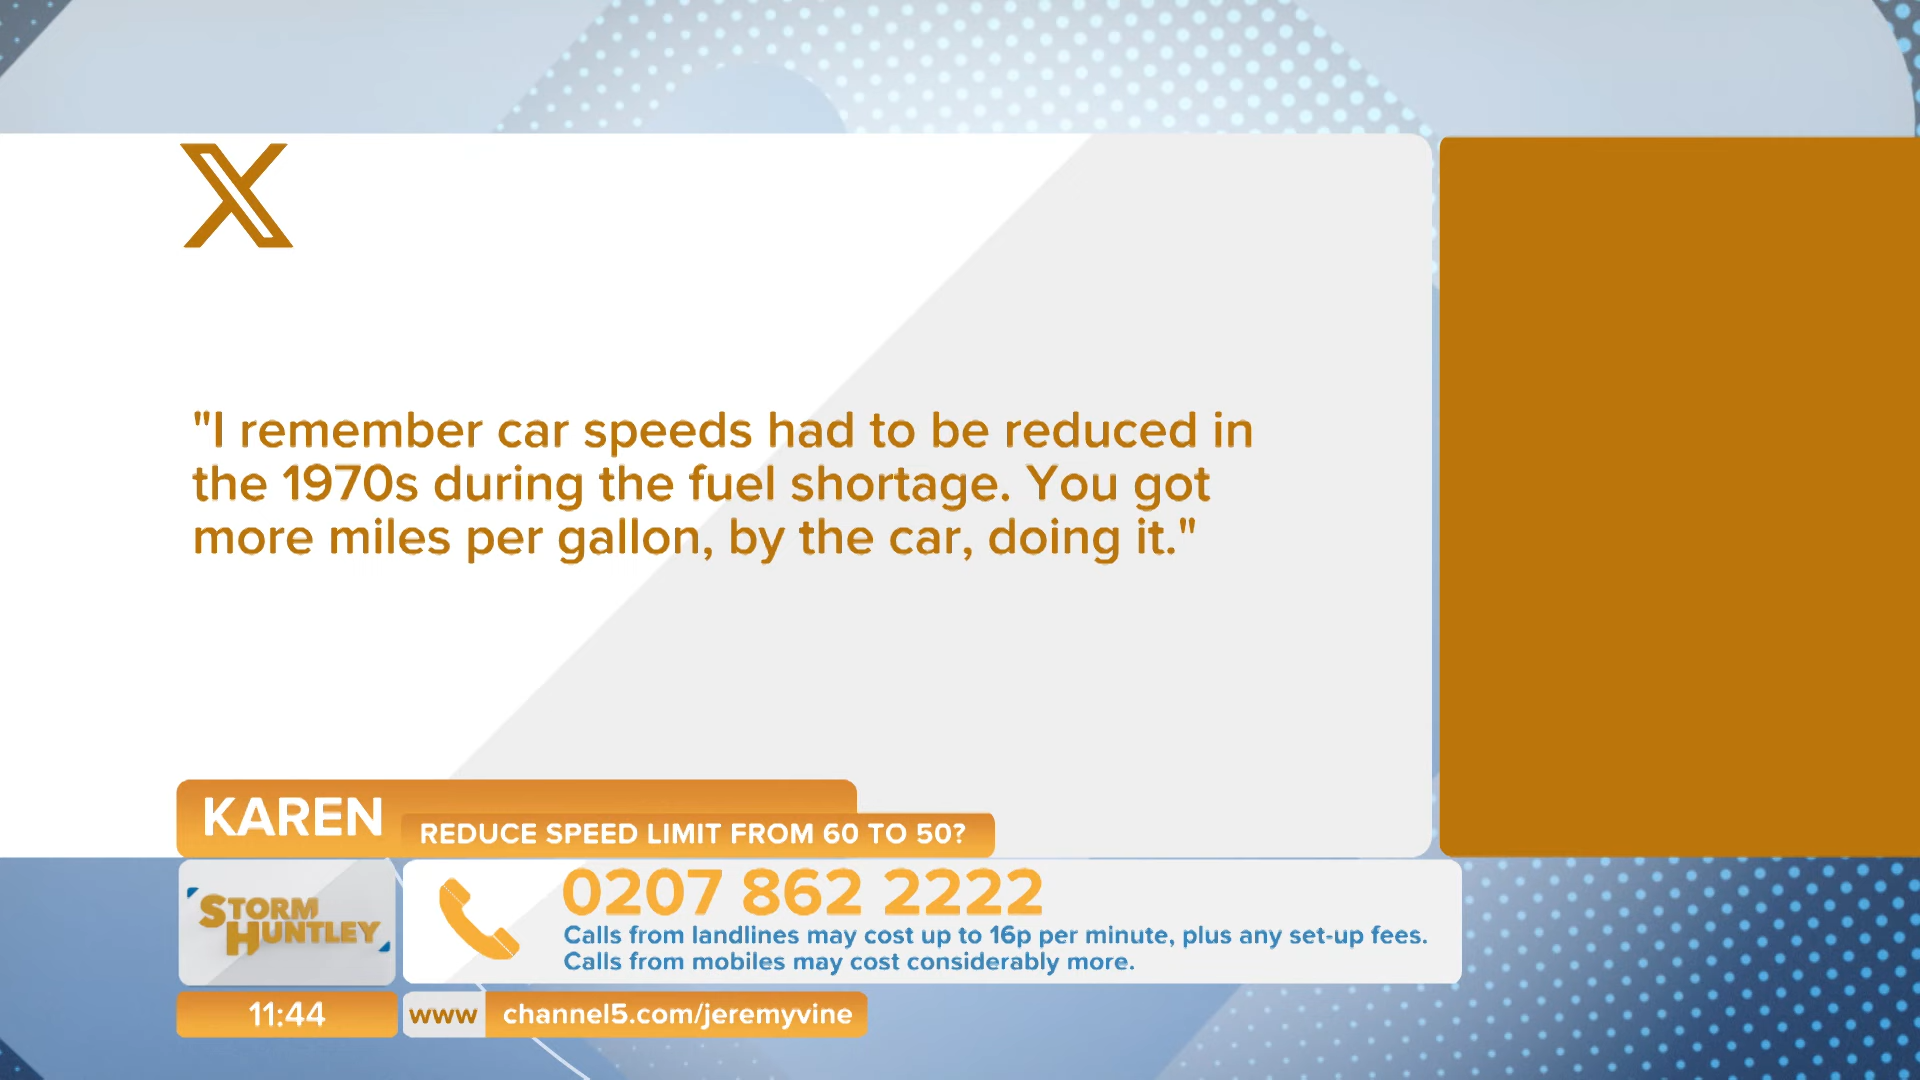 "I remember car speeds had to be reduced in
the 1970s during the fuel shortage. You got
more miles per gallon, by the car, doing it."
KAREN
REDUCE SPEED LIMIT FROM 60 TO 50?
STORM
HUNTLEY
0207 862 2222
Calls from landlines may cost up to 16p per minute, plus any set-up fees.
Calls from mobiles may cost considerably more.
11:44
www channel5.com/jeremyvine